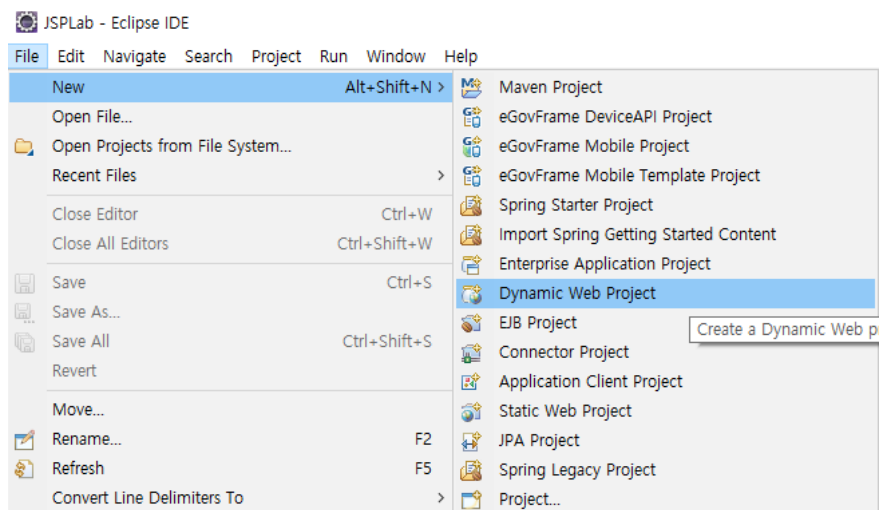 JSPLab - Eclipse IDE
File Edit Navigate Search Project Run Window Help
New Alt+Shift+N >
Open File...
Open Projects from File System...
Recent Files >
Close Editor Ctrl+W
Close All Editors Ctrl+Shift+W
Save Ctrl+S
Save As...
Save All Ctrl+Shift+S
Revert
Move...
Rename... F2
Refresh F5
Convert Line Delimiters To >
Maven Project
eGovFrame DeviceAPI Project
eGovFrame Mobile Project
eGovFrame Mobile Template Project
Spring Starter Project
Import Spring Getting Started Content
Enterprise Application Project
Dynamic Web Project
EJB Project
Create a Dynamic Web
Connector Project
Application Client Project
Static Web Project
JPA Project
Spring Legacy Project
Project...